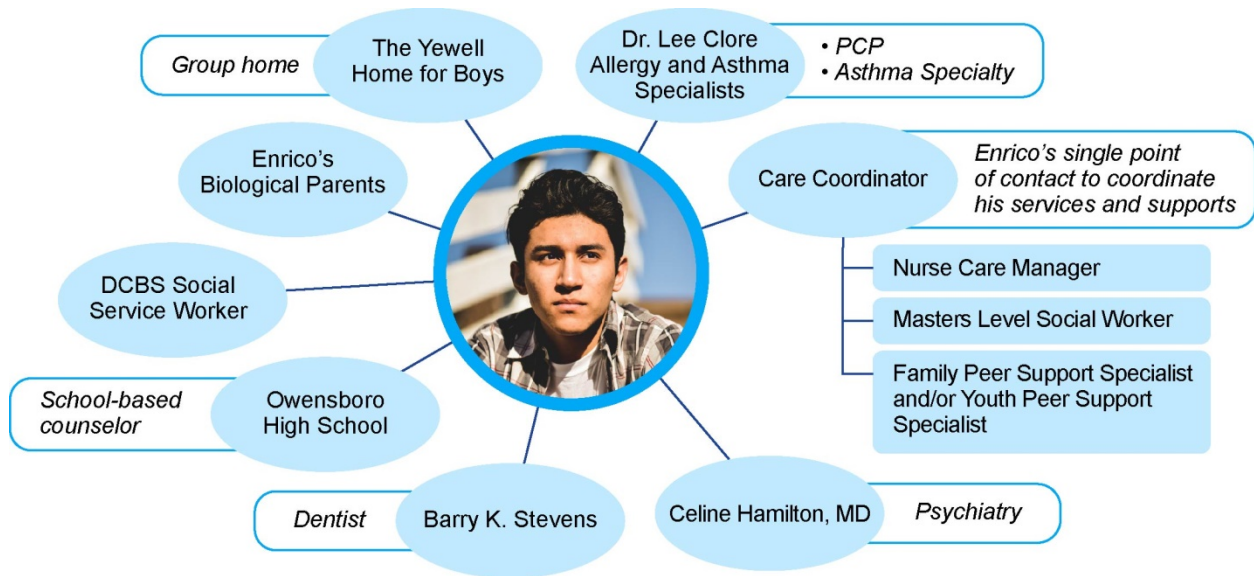 Group home
The Yewell
Home for Boys
Dr. Lee Clore
Allergy and Asthma
Specialists
• PCP
• Asthma Specialty
Enrico’s
Biological Parents
Care Coordinator
Enrico’s single point
of contact to coordinate
his services and supports
DCBS Social
Service Worker
Nurse Care Manager
Masters Level Social Worker
Family Peer Support Specialist
and/or Youth Peer Support
Specialist
School-based
counselor
Owensboro
High School
Dentist
Barry K. Stevens
Celine Hamilton, MD
Psychiatry